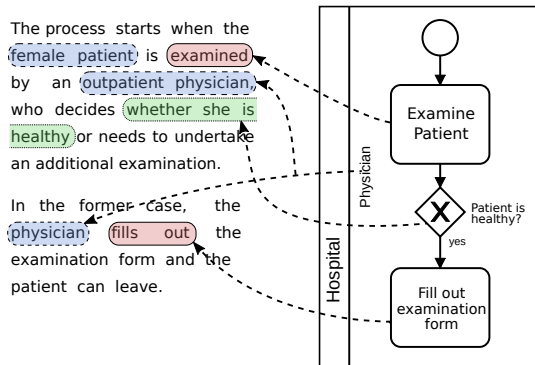 The process starts when the
female patient is examined
by an outpatient physician,
who decides whether she is
healthy or needs to undertake
an additional examination.
In the former case, the
physician fills out the
examination form and the
patient can leave.
Hospital
Physician
Examine
Patient
X
Patient is
healthy?
yes
Fill out
examination
form